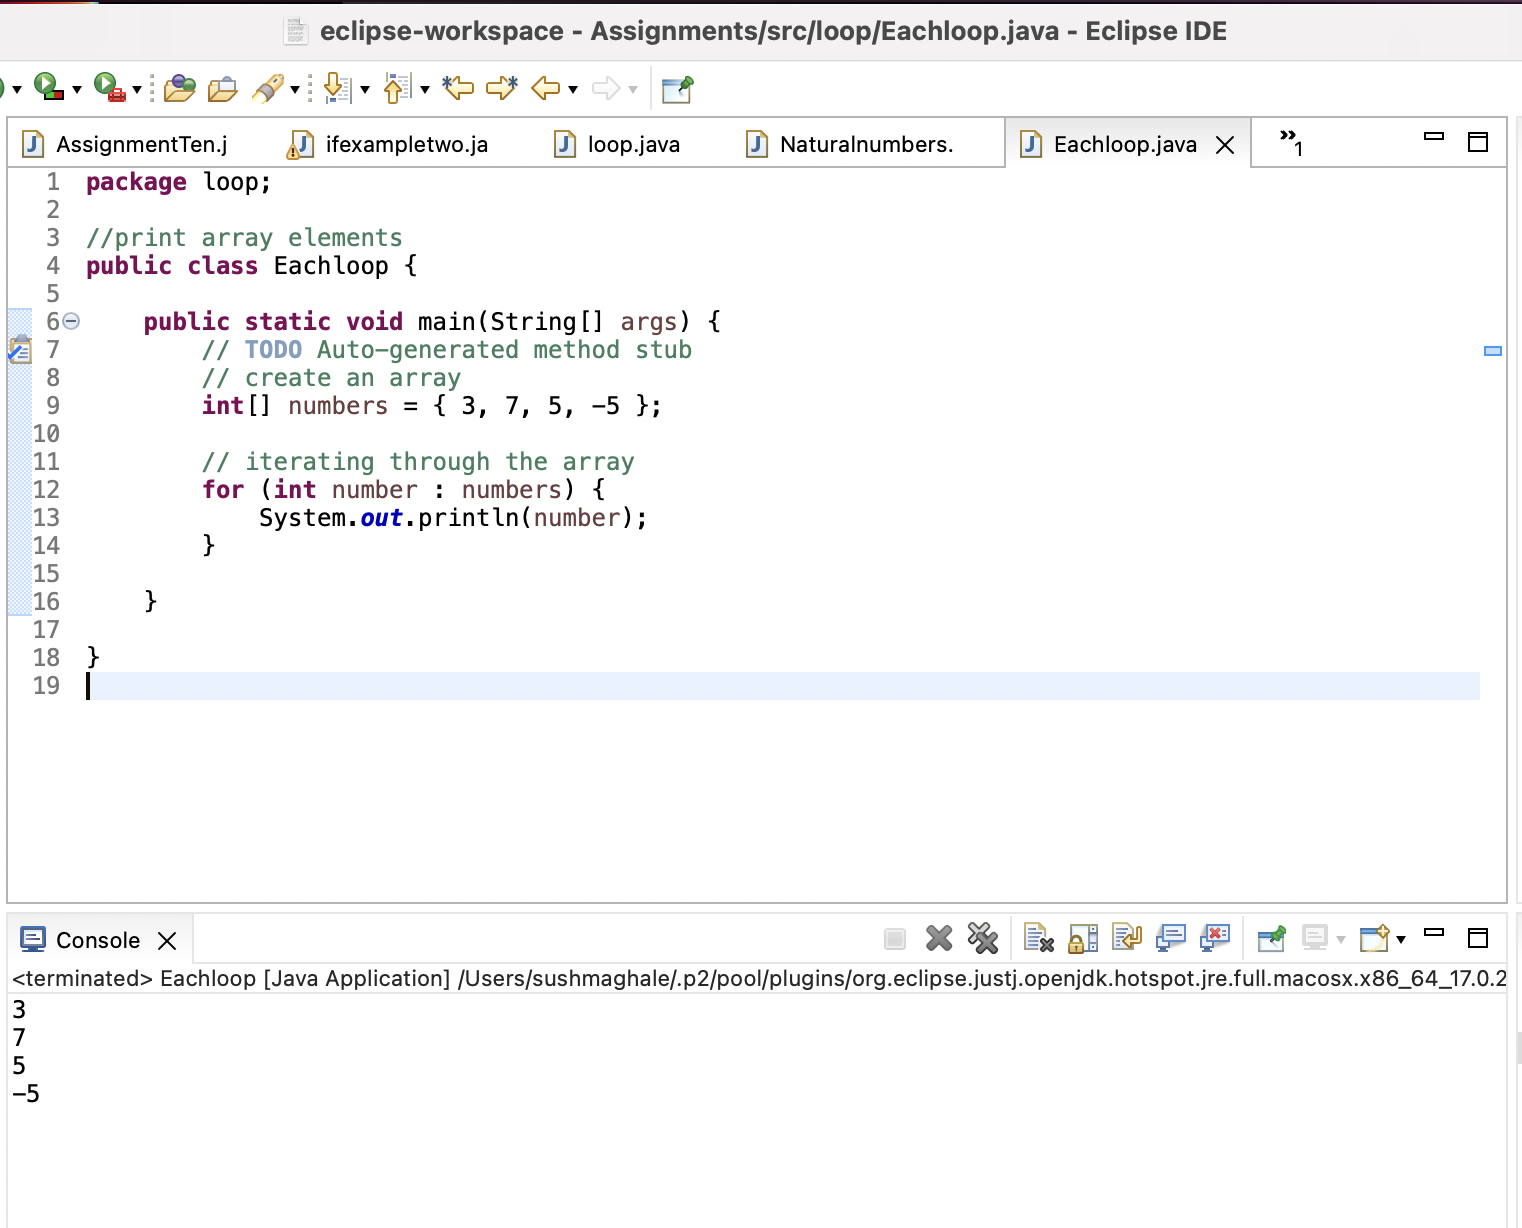 eclipse-workspace - Assignments/src/loop/Eachloop.java - Eclipse IDE
AssignmentTen.j ifexampletwo.ja loop.java Naturalnumbers. Eachloop.java »1
1 package loop;
2
3 //print array elements
4 public class Eachloop {
5
6 public static void main(String[] args) {
7 // TODO Auto-generated method stub
8 // create an array
9 int[] numbers = { 3, 7, 5, -5 };
10
11 // iterating through the array
12 for (int number : numbers) {
13 System.out.println(number);
14 }
15
16 }
17
18 }
19
Console
<terminated> Eachloop [Java Application] /Users/sushmaghale/.p2/pool/plugins/org.eclipse.justj.openjdk.hotspot.jre.full.macosx.x86_64_17.0.2
3
7
5
-5